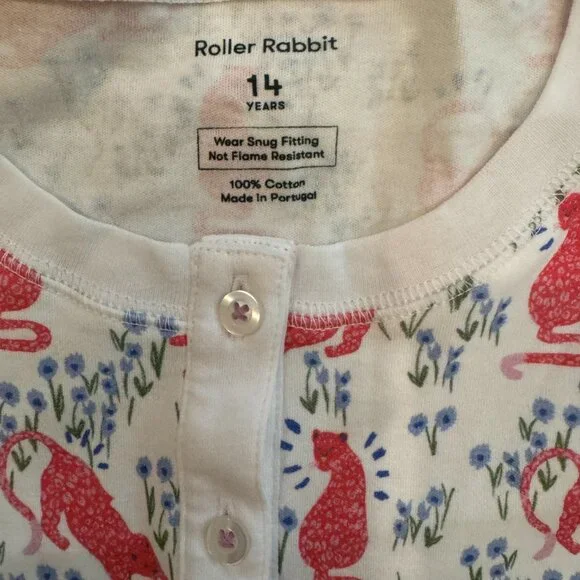 Roller Rabbit
14
YEARS
Wear Snug Fitting
Not Flame Resistant
100% Cotton
Made in Portugal